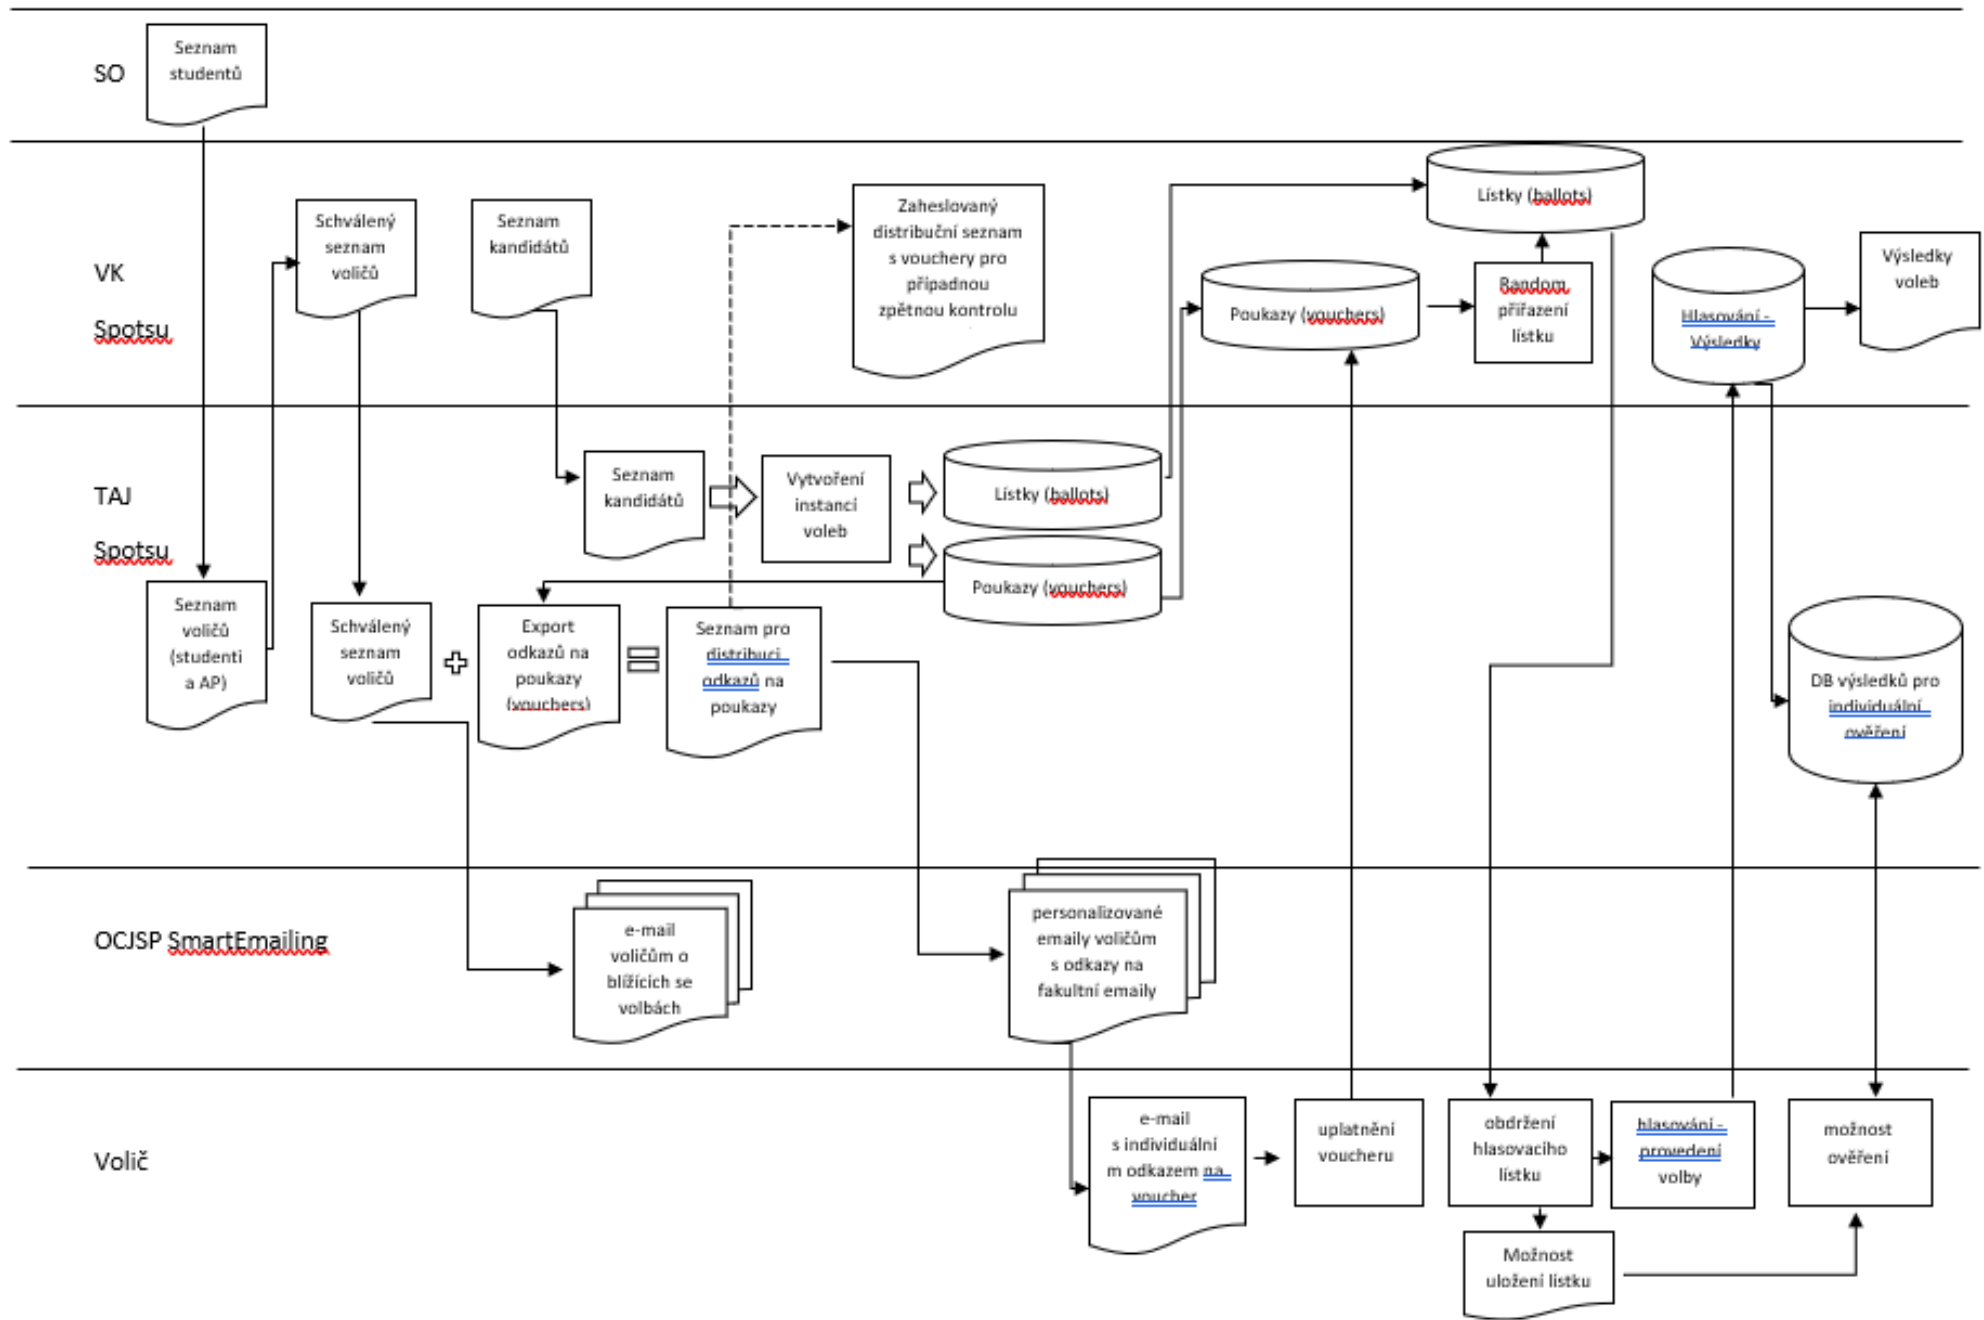 SO
Seznam
studentů
VK
Spotsu
Schválený
seznam
voličů
Seznam
kandidátů
Zaheslovaný
distribuční seznam
s vouchery pro
případnou
zpětnou kontrolu
Poukazy (vouchers)
Lístky (ballots)
Random
přiřazení
lístku
Hlasování -
Výsledky
Výsledky
voleb
TAJ
Spotsu
Seznam
voličů
(studenti
a AP)
Schválený
seznam
voličů
Export
odkazů na
poukazy
(vouchers)
Seznam pro
distribuci
odkazů na
poukazy
Seznam
kandidátů
Vytvoření
instancí
voleb
Lístky (ballots)
Poukazy (vouchers)
DB výsledků pro
individuální
ověření
OCJSP SmartEmailing
e-mail
voličům o
blížících se
volbách
personalizované
emaily voličům
s odkazy na
fakultní emaily
Volič
e-mail
s individuální
m odkazem na
voucher
uplatnění
voucheru
obdržení
hlasovacího
lístku
hlasování -
provedení
volby
možnost
ověření
Možnost
uložení lístku